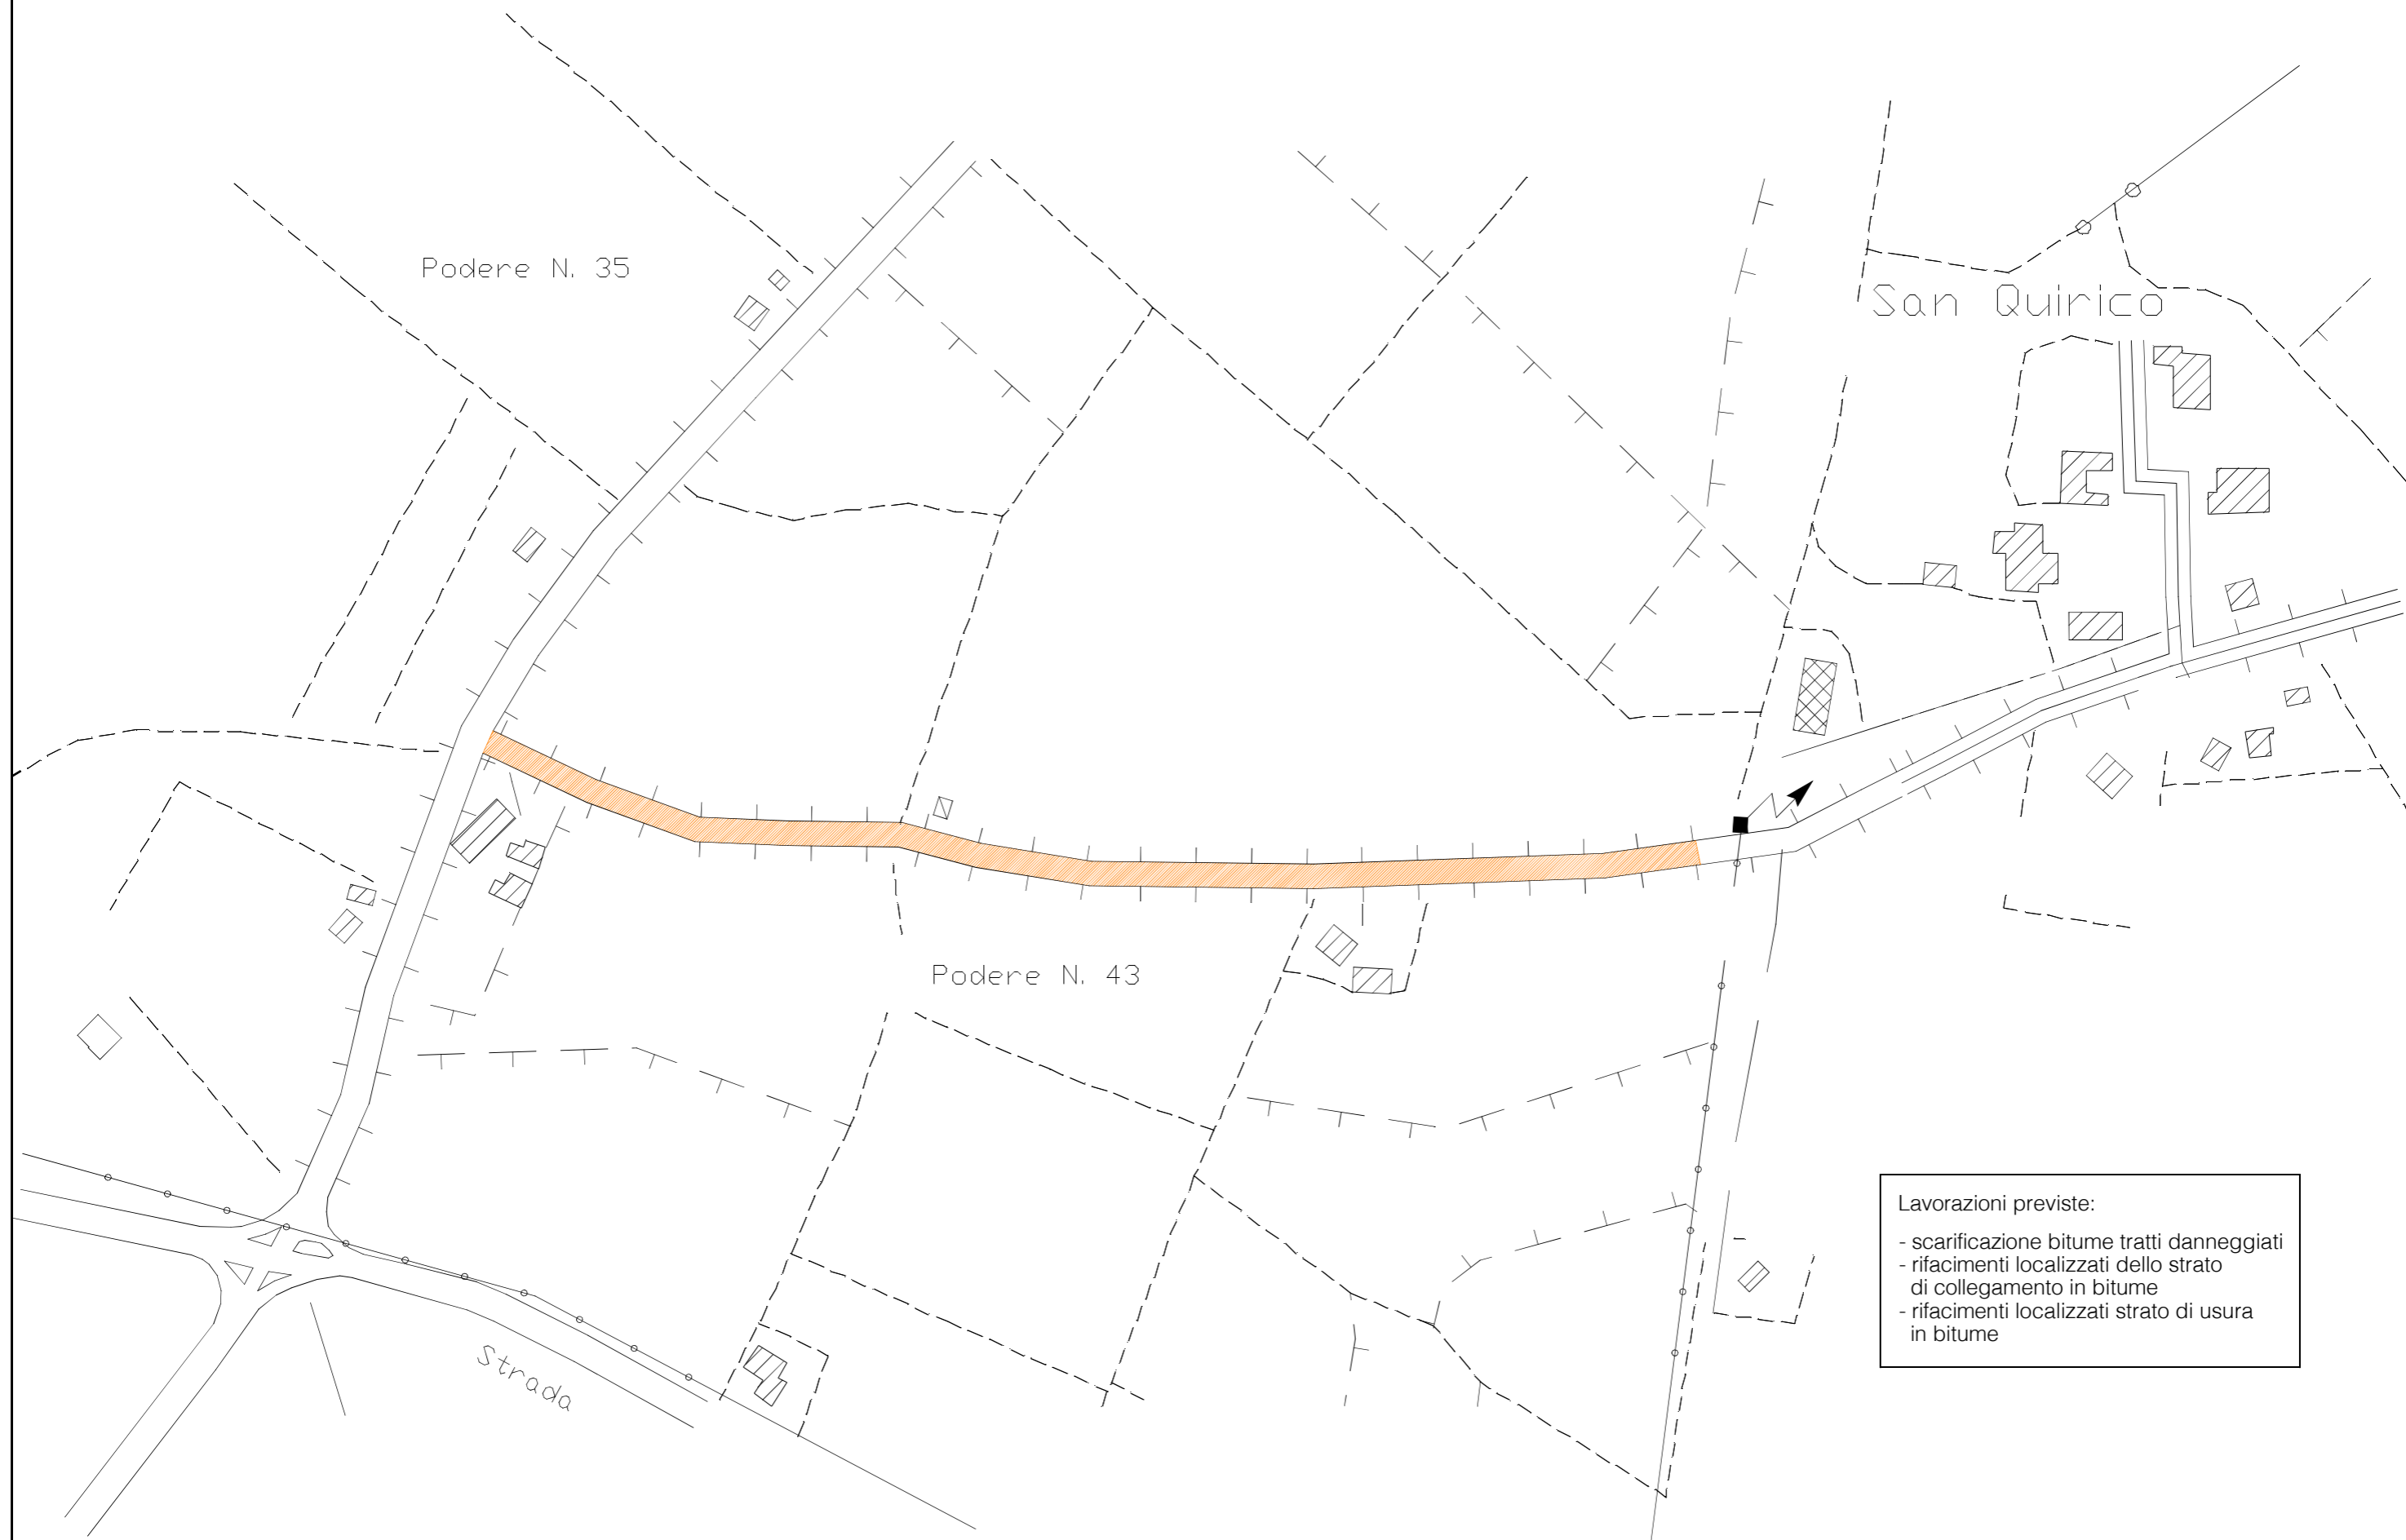 Podere N. 35
San Quirico
Podere N. 43
Strada
Lavorazioni previste:
- scarificazione bitume tratti danneggiati
- rifacimenti localizzati dello strato
di collegamento in bitume
- rifacimenti localizzati strato di usura
in bitume